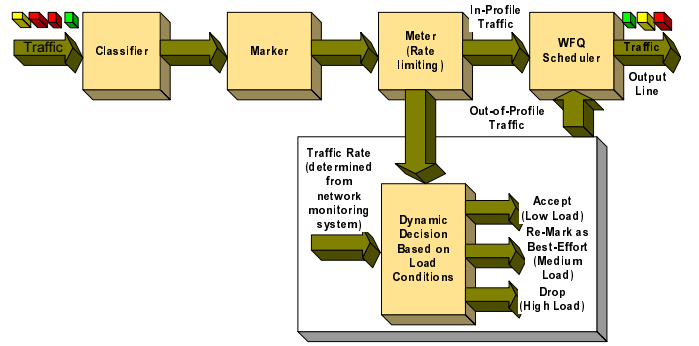 Traffic
Classifier
Marker
Meter
(Rate
limiting)
In-Profile
Traffic
WFQ
Scheduler
Traffic
Output
Line
Out-of-Profile
Traffic
Traffic Rate
(determined
from
network
monitoring
system)
Dynamic
Decision
Based on
Load
Conditions
Accept
(Low Load)
Re-Mark as
Best-Effort
(Medium
Load)
Drop
(High Load)